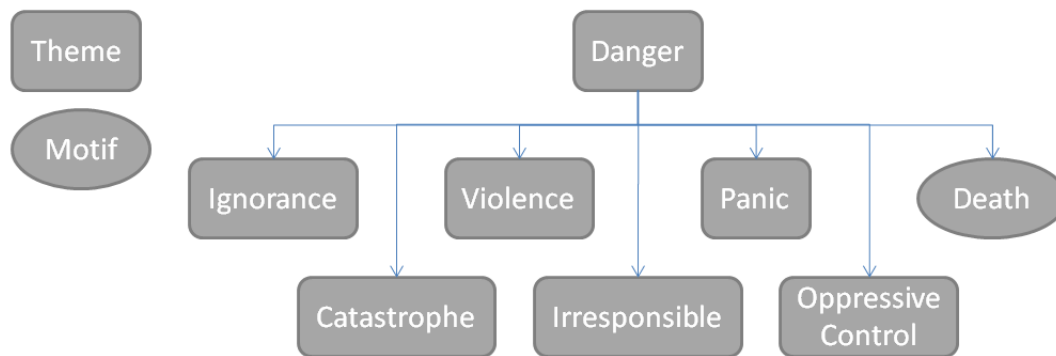 Theme
Danger
Motif
Ignorance
Violence
Panic
Death
Catastrophe
Irresponsible
Oppressive
Control